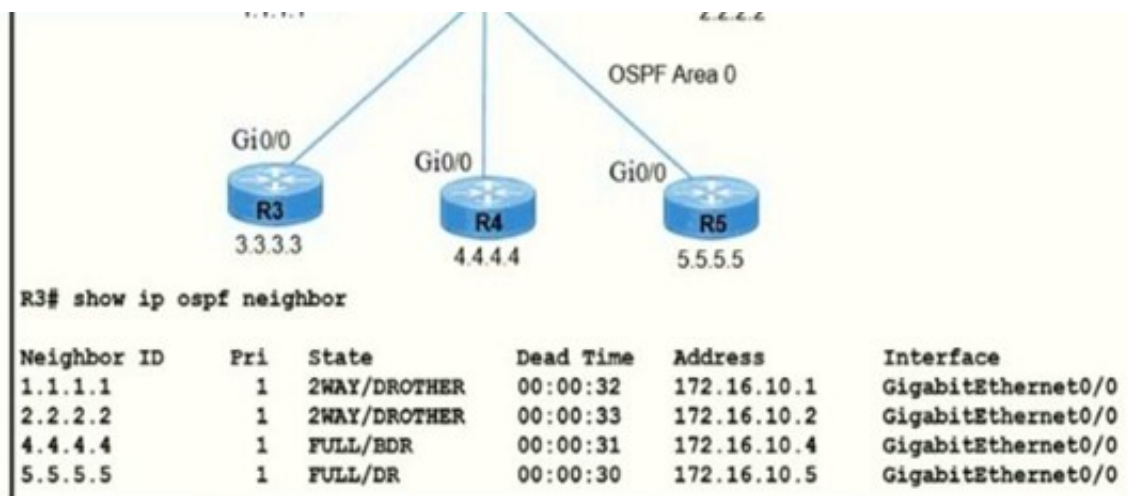 1.1.1.1 2.2.2.2
OSPF Area 0
Gi0/0
Gi0/0
Gi0/0
R3
R4
R5
3.3.3.3
4.4.4.4
5.5.5.5
R3# show ip ospf neighbor
Neighbor ID Pri State Dead Time Address Interface
1.1.1.1 1 2WAY/DROTHER 00:00:32 172.16.10.1 GigabitEthernet0/0
2.2.2.2 1 2WAY/DROTHER 00:00:33 172.16.10.2 GigabitEthernet0/0
4.4.4.4 1 FULL/BDR 00:00:31 172.16.10.4 GigabitEthernet0/0
5.5.5.5 1 FULL/DR 00:00:30 172.16.10.5 GigabitEthernet0/0